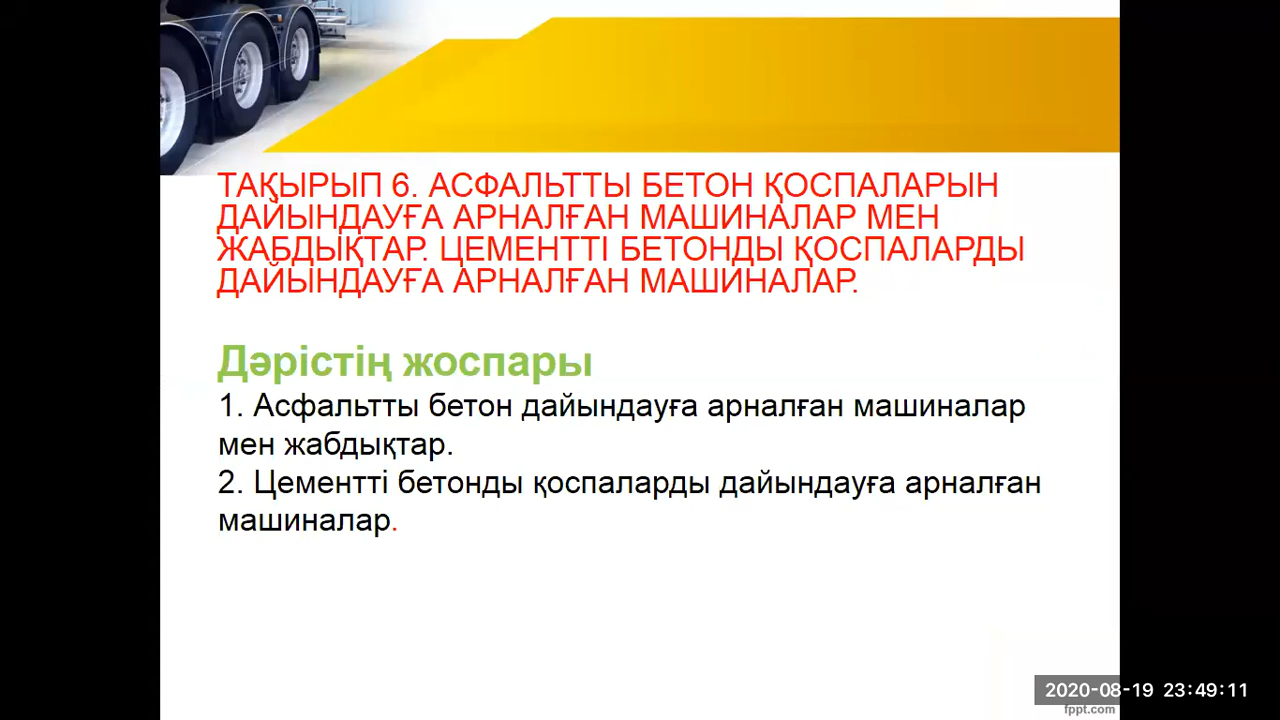 ТАҚЫРЫП 6. АСФАЛЬТТЫ БЕТОН ҚОСПАЛАРЫН
ДАЙЫНДАУҒА АРНАЛҒАН МАШИНАЛАР МЕН
ЖАБДЫҚТАР. ЦЕМЕНТТІ БЕТОНДЫ ҚОСПАЛАРДЫ
ДАЙЫНДАУҒА АРНАЛҒАН МАШИНАЛАР.
Дәрістің жоспары
1. Асфальтты бетон дайындауға арналған машиналар
мен жабдықтар.
2. Цементті бетонды қоспаларды дайындауға арналған
машиналар.
2020-08-19 23:49:11
fppt.com